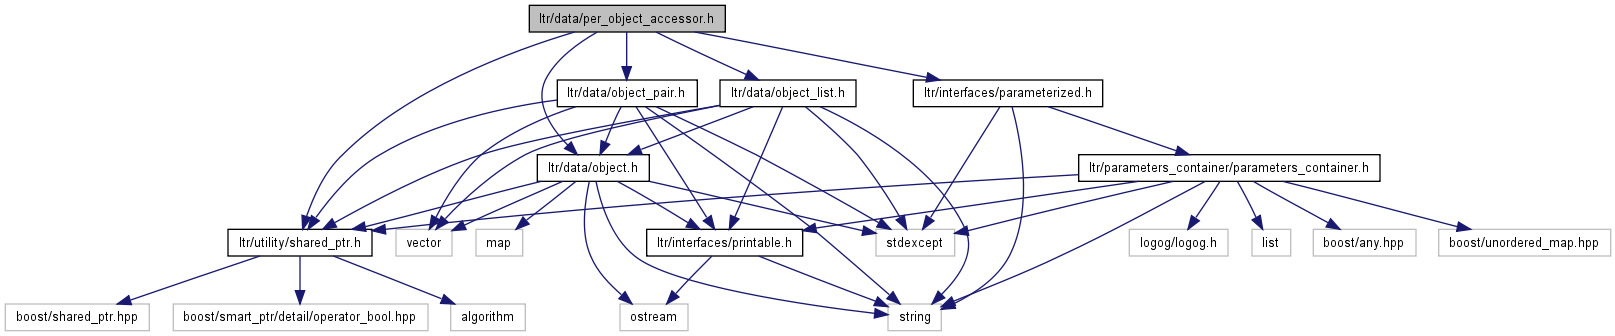 ltr/data/per_object_accessor.h
ltr/data/object_pair.h
ltr/data/object_list.h
ltr/interfaces/parameterized.h
ltr/data/object.h
ltr/parameters_container/parameters_container.h
ltr/utility/shared_ptr.h
vector
map
ltr/interfaces/printable.h
stdexcept
logog/logog.h
list
boost/any.hpp
boost/unordered_map.hpp
boost/shared_ptr.hpp
boost/smart_ptr/detail/operator_bool.hpp
algorithm
ostream
string